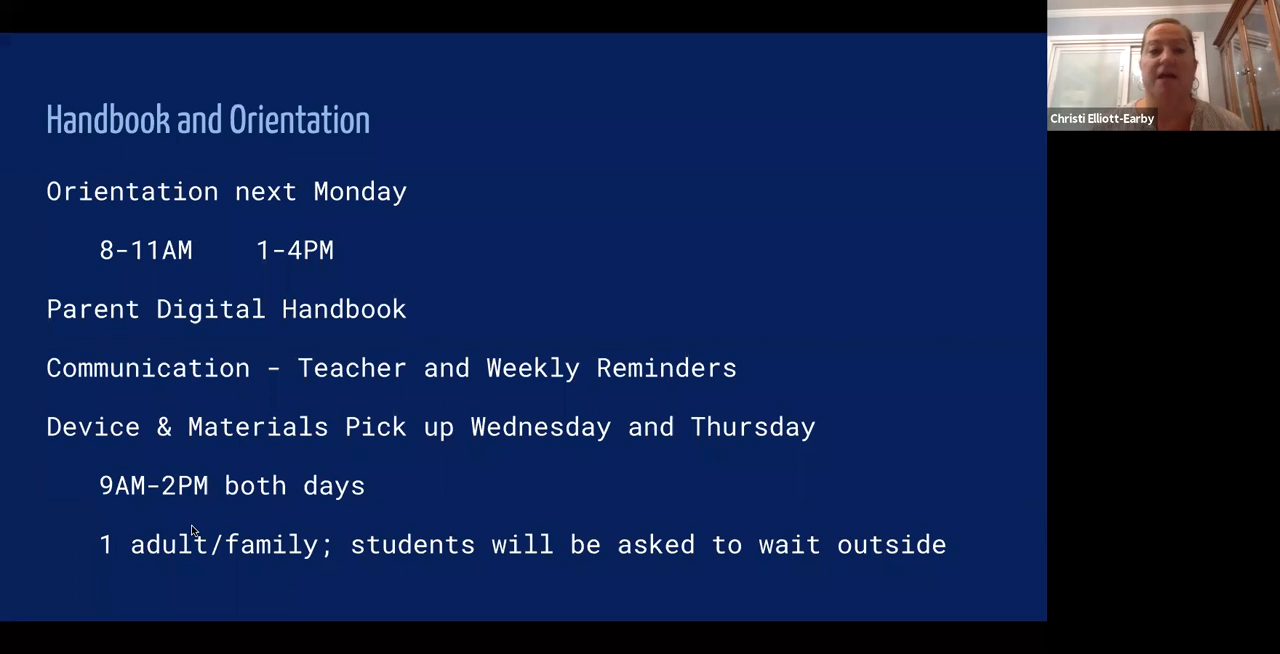 Handbook and Orientation
Orientation next Monday
8-11AM 1-4PM
Parent Digital Handbook
Communication - Teacher and Weekly Reminders
Device & Materials Pick up Wednesday and Thursday
9AM-2PM both days
1 adult/family; students will be asked to wait outside
Christi Elliott-Earby